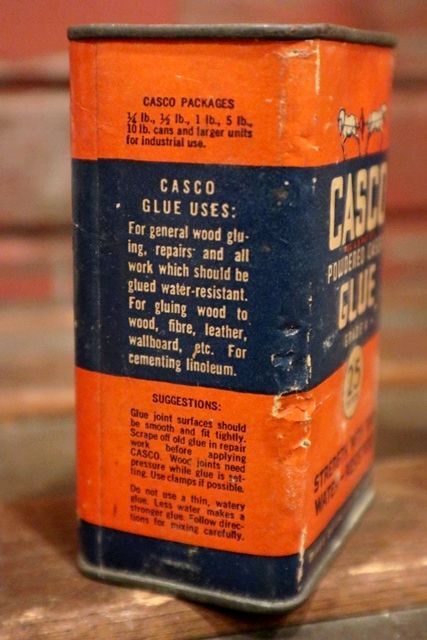 CASCO PACKAGES
¼ lb., ½ lb., 1 lb., 5 lb.,
10 lb. cans and larger units
for industrial use.
CASCO
GLUE USES:
For general wood glu-
ing, repairs and all
work which should be
glued water-resistant.
For gluing wood to
wood, fibre, leather,
wallboard, etc. For
cementing linoleum.
SUGGESTIONS:
Glue joint surfaces should
be smooth and fit tightly.
Scrape off old glue in repair
work before applying
CASCO. Wood joints need
pressure while glue is set-
ting. Use clamps if possible.
Do not use a thin, watery
glue. Less water makes a
stronger glue. Follow direc-
tions for mixing carefully.
CASCO
POWDERED
GLUE
GRADE
25
STRENGTH
WATER